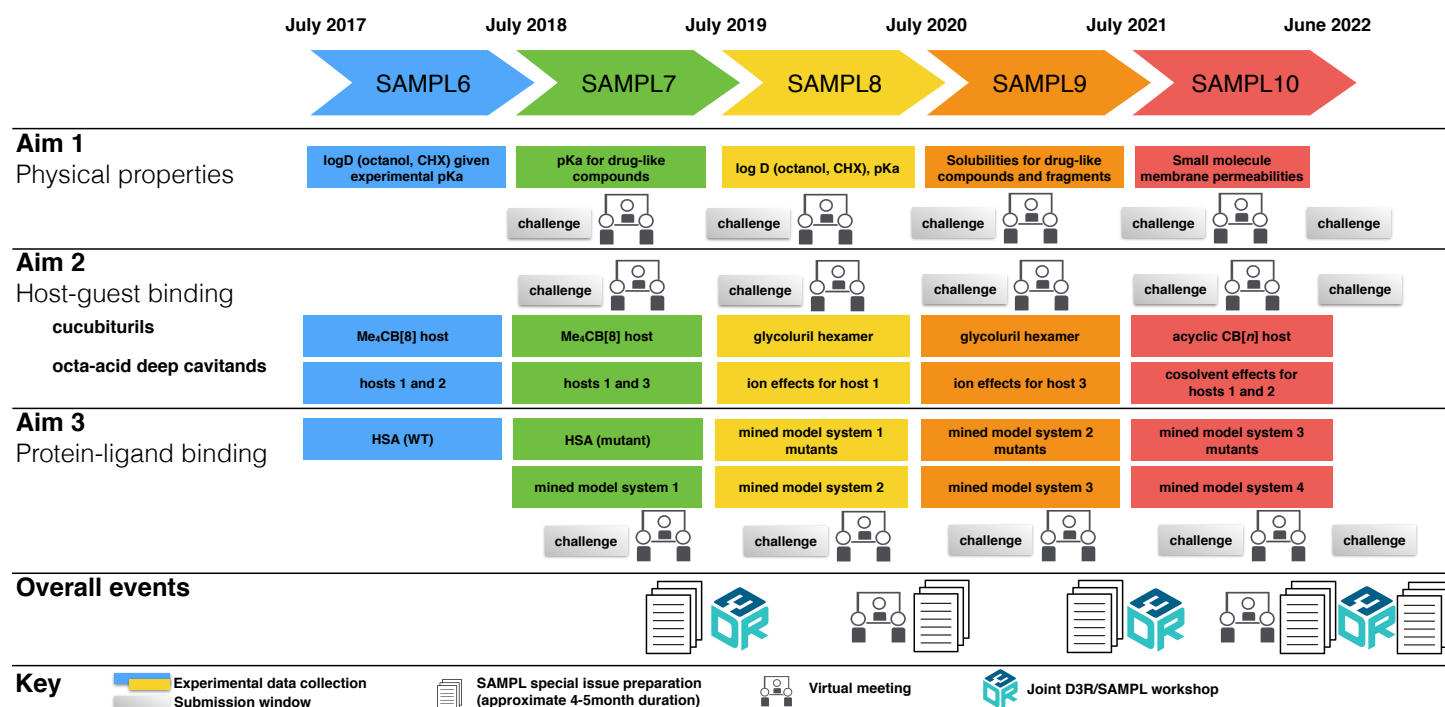 July 2017
July 2018
July 2019
July 2020
July 2021
June 2022
SAMPL6
SAMPL7
SAMPL8
SAMPL9
SAMPL10
Aim 1
Physical properties
logD (octanol, CHX) given
experimental pKa
pKa for drug-like
compounds
log D (octanol, CHX), pKa
Solubilities for drug-like
compounds and fragments
Small molecule
membrane permeabilities
challenge
challenge
challenge
challenge
challenge
Aim 2
Host-guest binding
challenge
challenge
challenge
challenge
challenge
cucubiturils
Me₄CB[8] host
Me₄CB[8] host
glycoluril hexamer
glycoluril hexamer
acyclic CB[n] host
octa-acid deep cavitands
hosts 1 and 2
hosts 1 and 3
ion effects for host 1
ion effects for host 3
cosolvent effects for
hosts 1 and 2
Aim 3
Protein-ligand binding
HSA (WT)
HSA (mutant)
mined model system 1
mutants
mined model system 2
mutants
mined model system 3
mutants
mined model system 1
mined model system 2
mined model system 3
mined model system 4
challenge
challenge
challenge
challenge
challenge
Overall events
D3R
D3R
D3R
Key
Experimental data collection
Submission window
SAMPL special issue preparation
(approximate 4-5month duration)
Virtual meeting
D3R
Joint D3R/SAMPL workshop